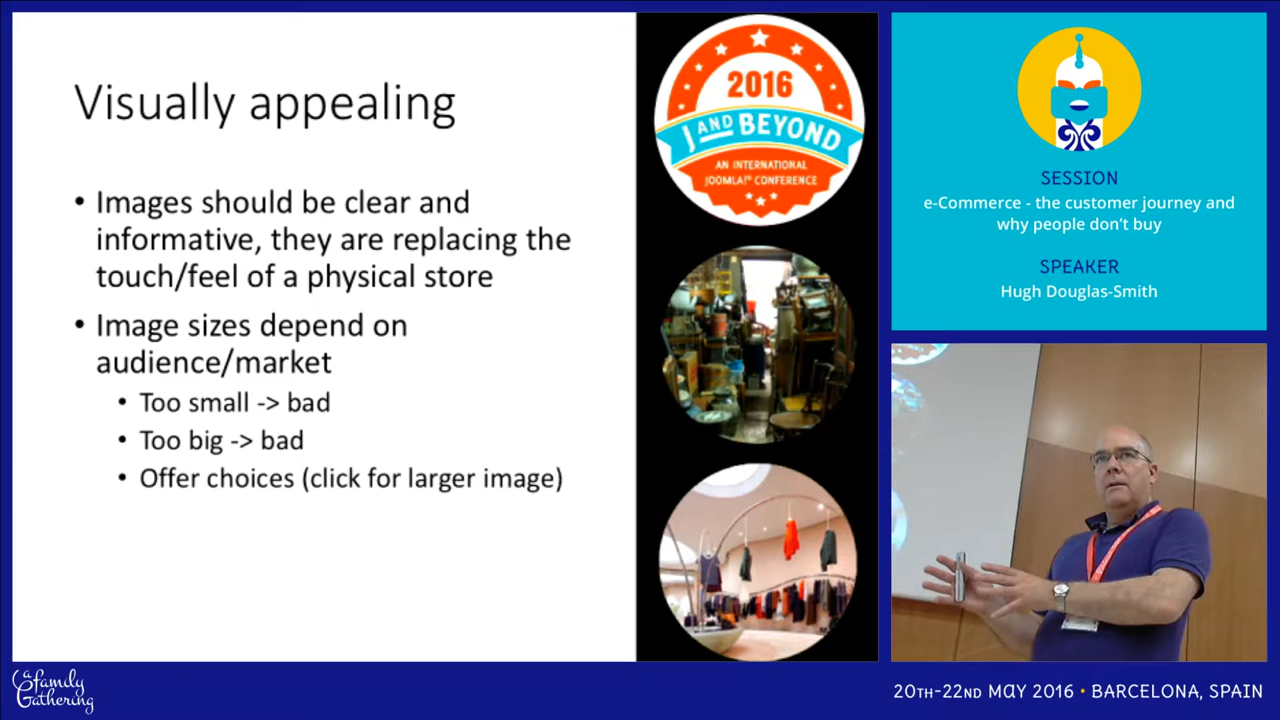 Visually appealing
• Images should be clear and
informative, they are replacing the
touch/feel of a physical store
• Image sizes depend on
audience/market
• Too small -> bad
• Too big -> bad
• Offer choices (click for larger image)
2016
J AND BEYOND
AN INTERNATIONAL
JOOMLA!® CONFERENCE
SESSION
e-Commerce - the customer journey and
why people don't buy
SPEAKER
Hugh Douglas-Smith
a family
Gathering
20TH-22ND MAY 2016 • BARCELONA, SPAIN